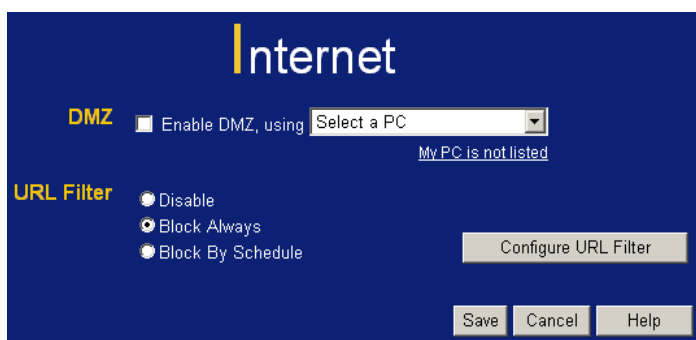 Internet
DMZ Enable DMZ, using Select a PC
My PC is not listed
URL Filter Disable
Block Always
Block By Schedule Configure URL Filter
Save Cancel Help